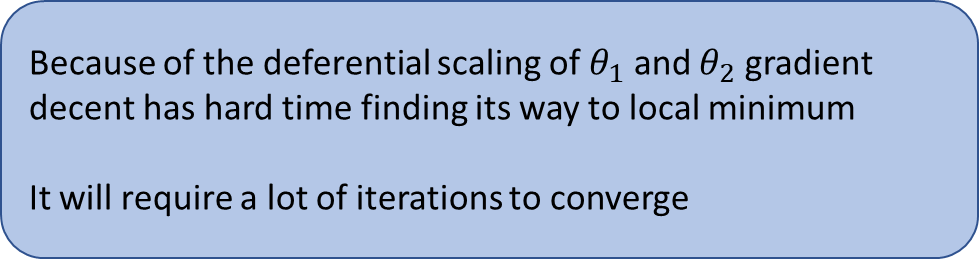 Because of the deferential scaling of θ₁ and θ₂ gradient
decent has hard time finding its way to local minimum
It will require a lot of iterations to converge